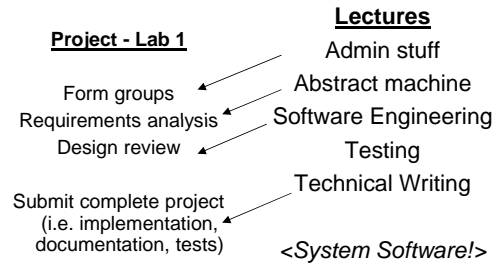 Project - Lab 1
Form groups
Requirements analysis
Design review
Submit complete project
(i.e. implementation,
documentation, tests)
Lectures
Admin stuff
Abstract machine
Software Engineering
Testing
Technical Writing
<System Software!>